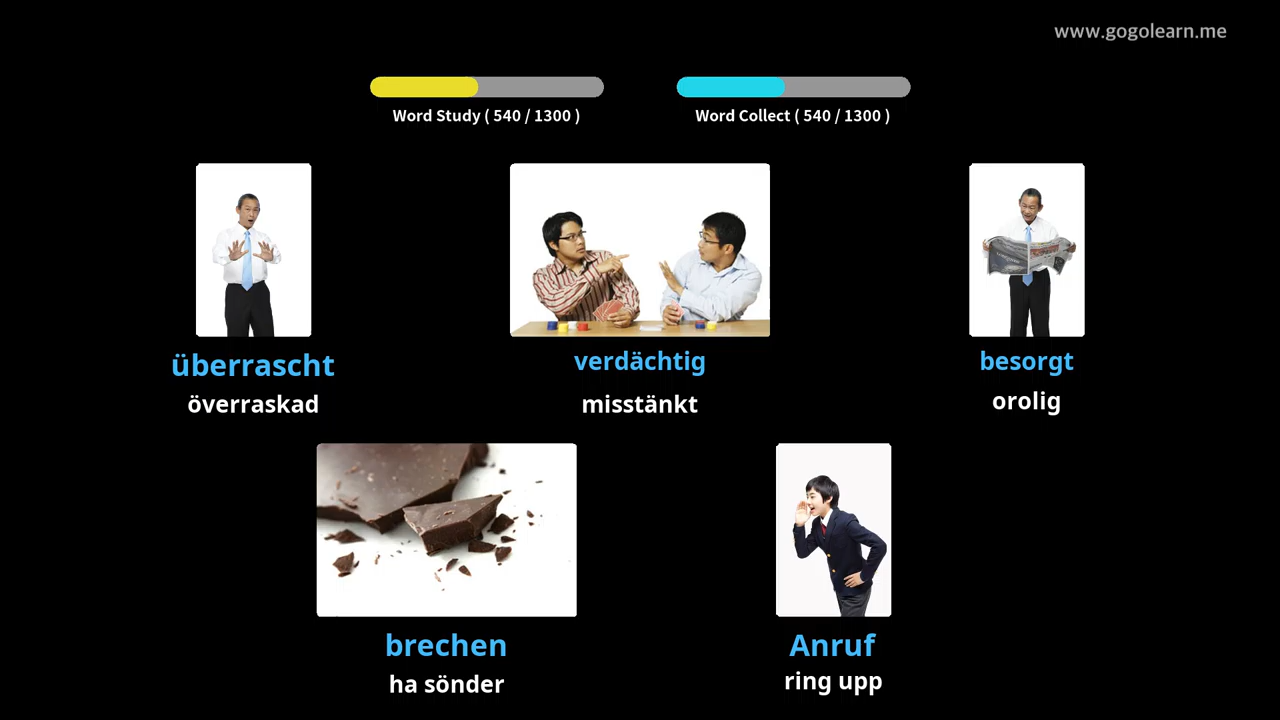 www.gogolearn.me
Word Study ( 540 / 1300 )
Word Collect ( 540 / 1300 )
überrascht
överraskad
verdächtig
misstänkt
besorgt
orolig
brechen
ha sönder
Anruf
ring upp